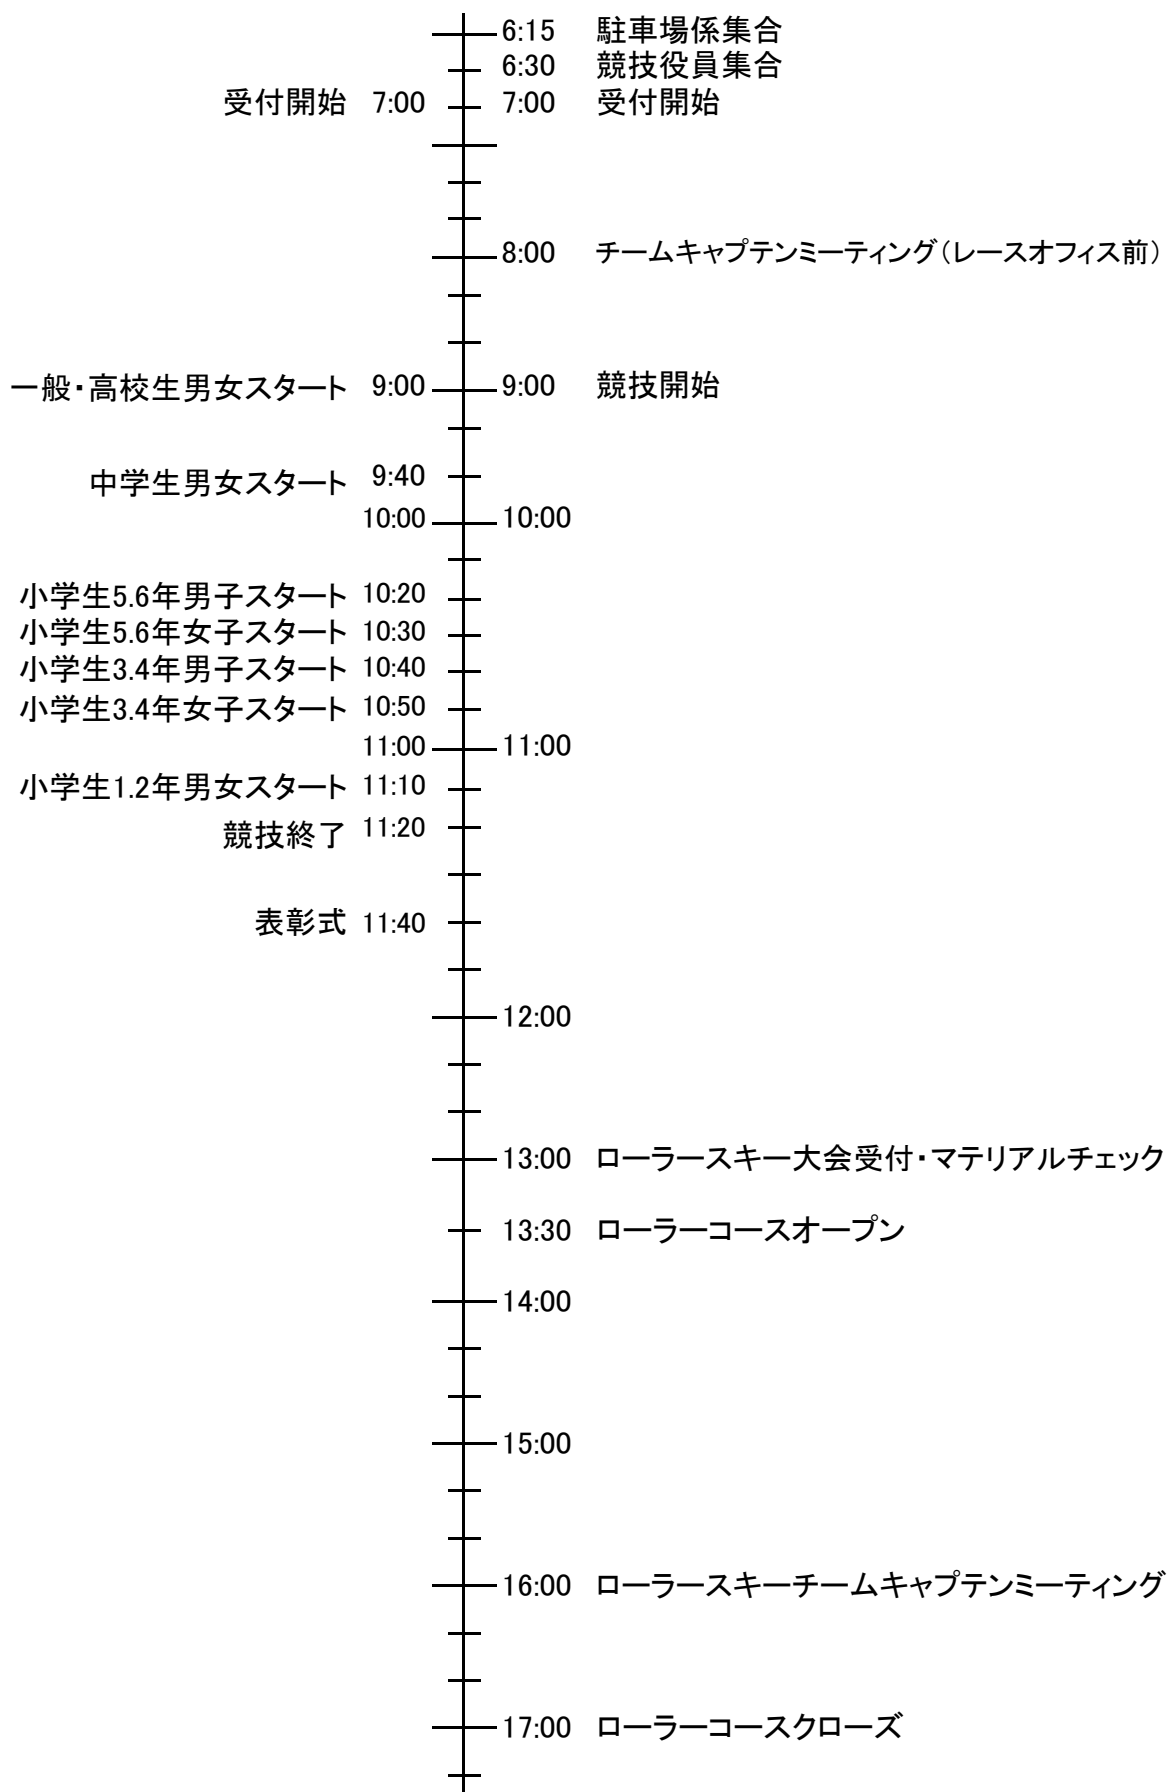 6:15 駐車場係集合
6:30 競技役員集合
受付開始 7:00 7:00 受付開始
8:00 チームキャプテンミーティング(レースオフィス前)
一般・高校生男女スタート 9:00 9:00 競技開始
中学生男女スタート 9:40
10:00 10:00
小学生5.6年男子スタート 10:20
小学生5.6年女子スタート 10:30
小学生3.4年男子スタート 10:40
小学生3.4年女子スタート 10:50
11:00 11:00
小学生1.2年男女スタート 11:10
競技終了 11:20
表彰式 11:40
12:00
13:00 ローラースキー大会受付・マテリアルチェック
13:30 ローラーコースオープン
14:00
15:00
16:00 ローラースキーチームキャプテンミーティング
17:00 ローラーコースクローズ